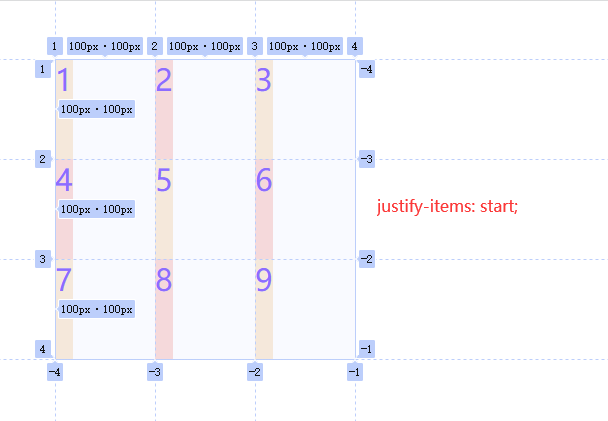 1 100px·100px 2 100px·100px 3 100px·100px 4
1 1 2 3 -4
100px·100px
2 4 5 6 -3
justify-items: start;
100px·100px
3 7 8 9 -2
100px·100px
4 -1
-4 -3 -2 -1